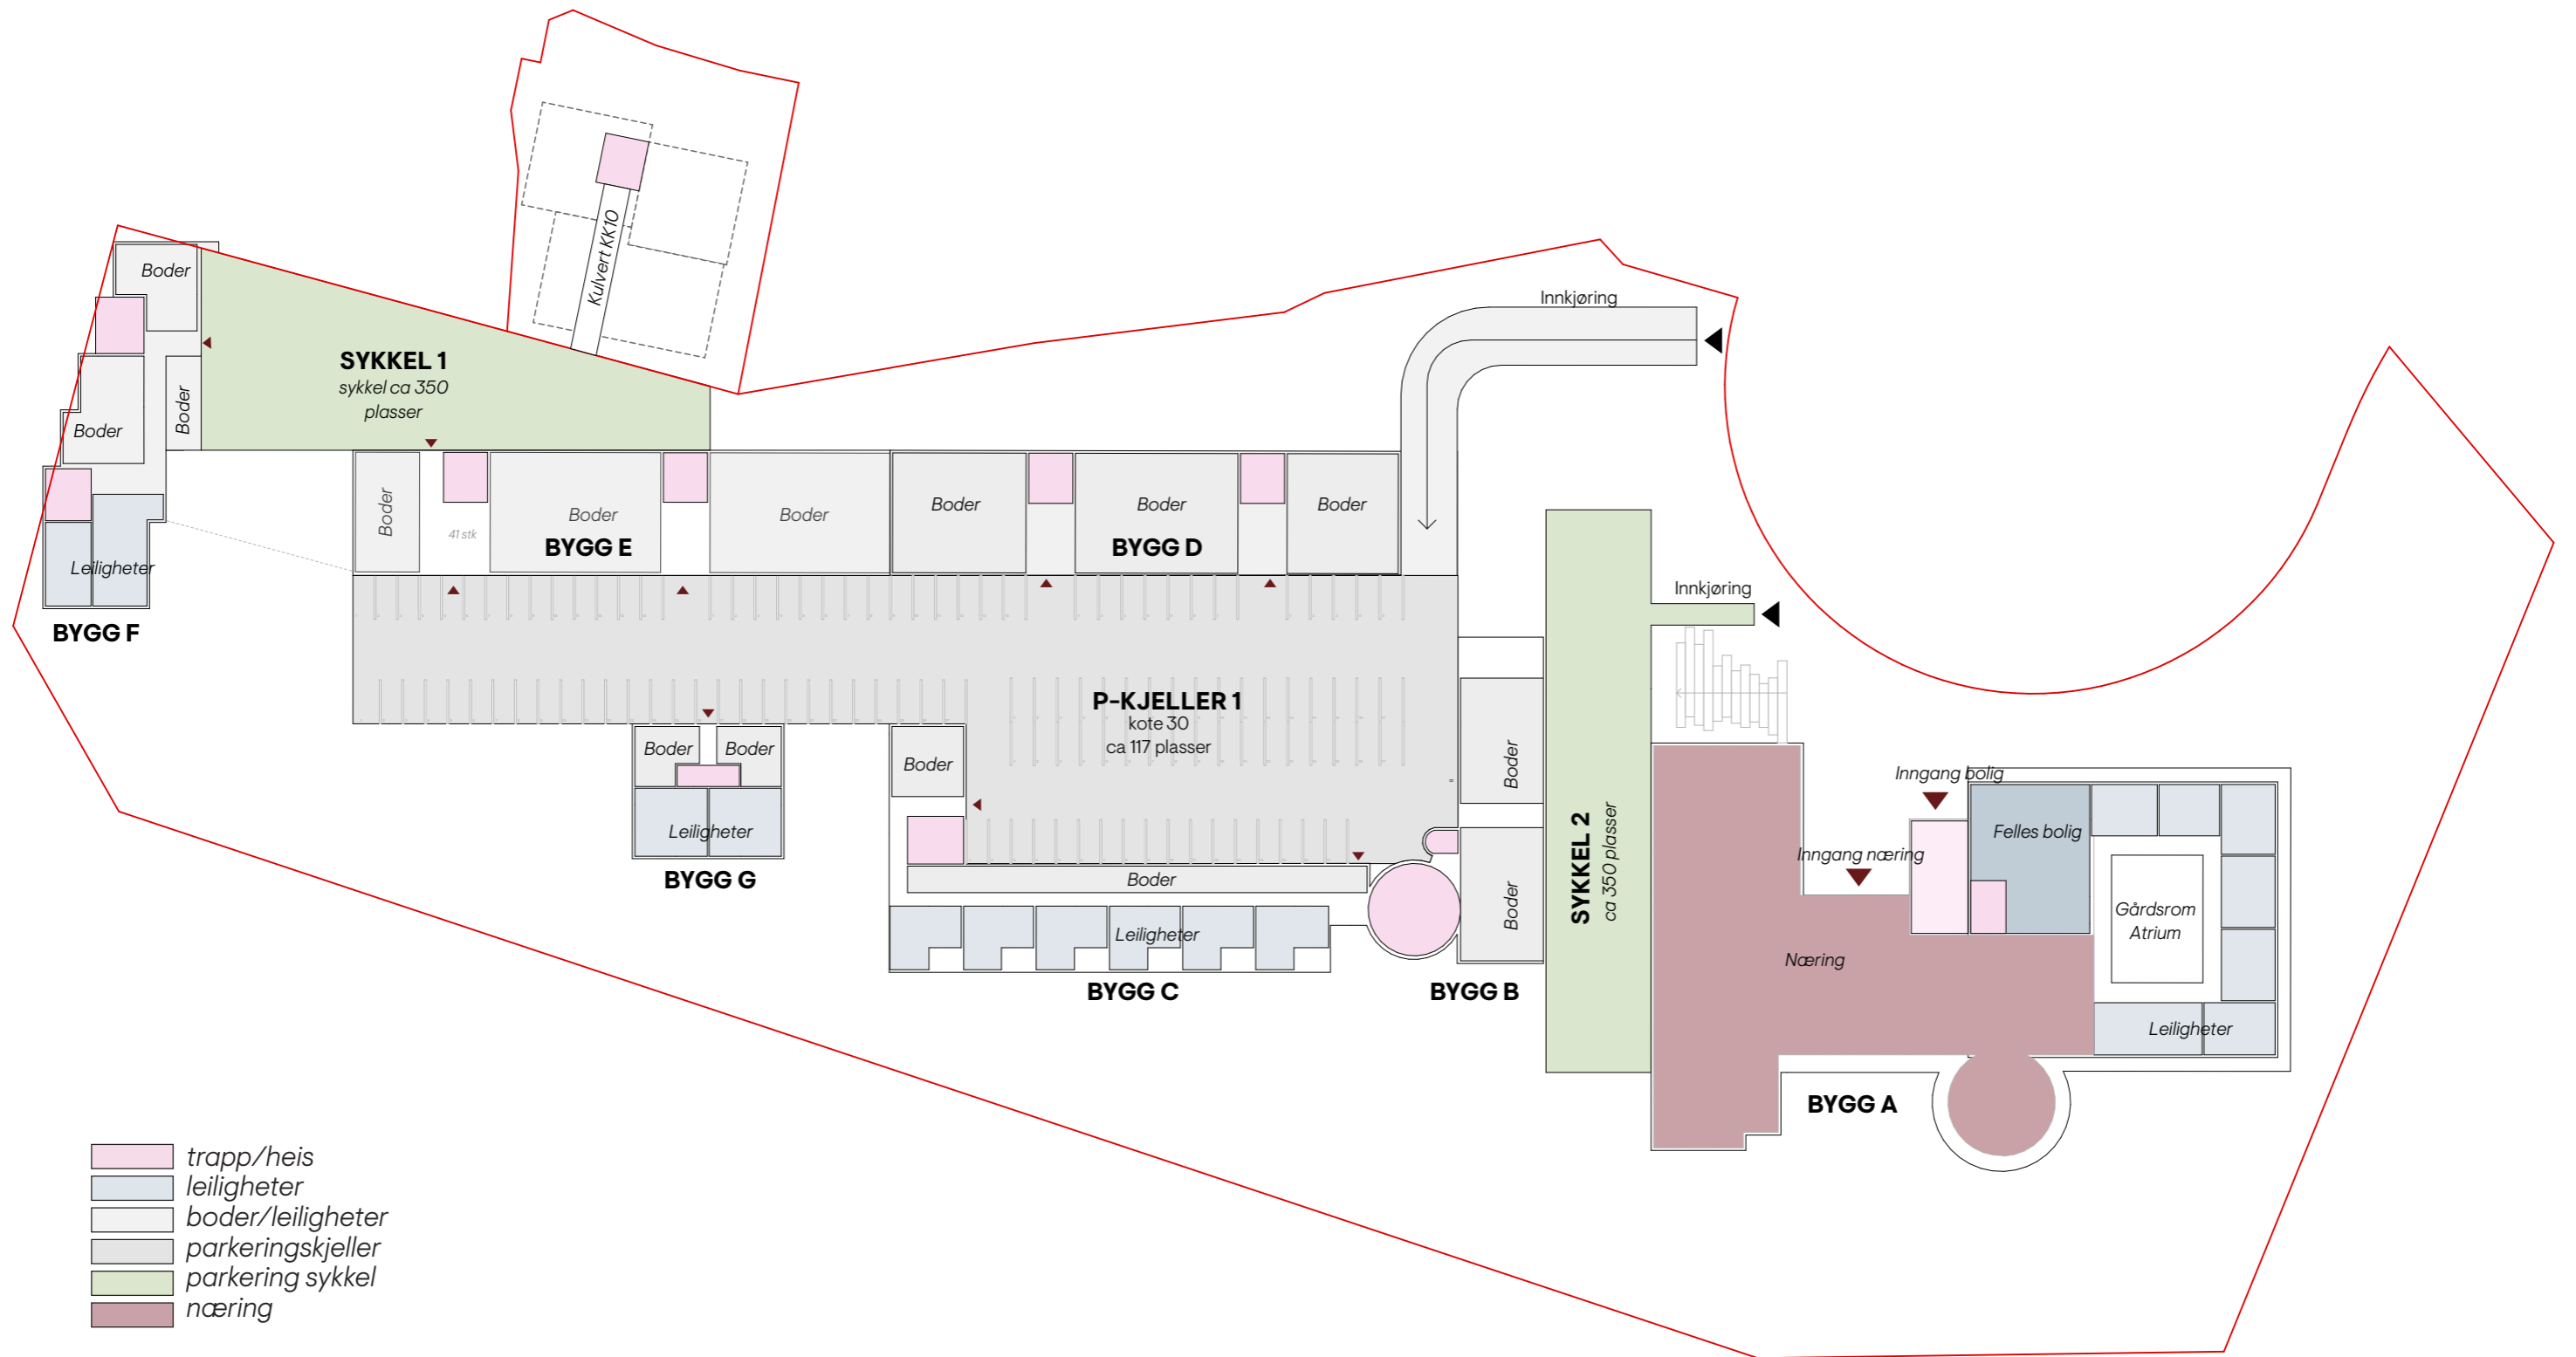 Kulvert KK10
Boder
Innkjøring
SYKKEL 1
sykkel ca 350
plasser
Boder
Boder
Boder
41 stk
Boder
BYGG E
Boder
Boder
Boder
BYGG D
Boder
Leiligheter
BYGG F
Innkjøring
P-KJELLER 1
kote 30
ca 117 plasser
Boder
Boder
Leiligheter
BYGG G
Boder
Boder
Boder
Leiligheter
BYGG C
Boder
BYGG B
SYKKEL 2
ca 350 plasser
Inngang bolig
Felles bolig
Inngang næring
Gårdsrom
Atrium
Næring
Leiligheter
BYGG A
trapp/heis
leiligheter
boder/leiligheter
parkeringskjeller
parkering sykkel
næring